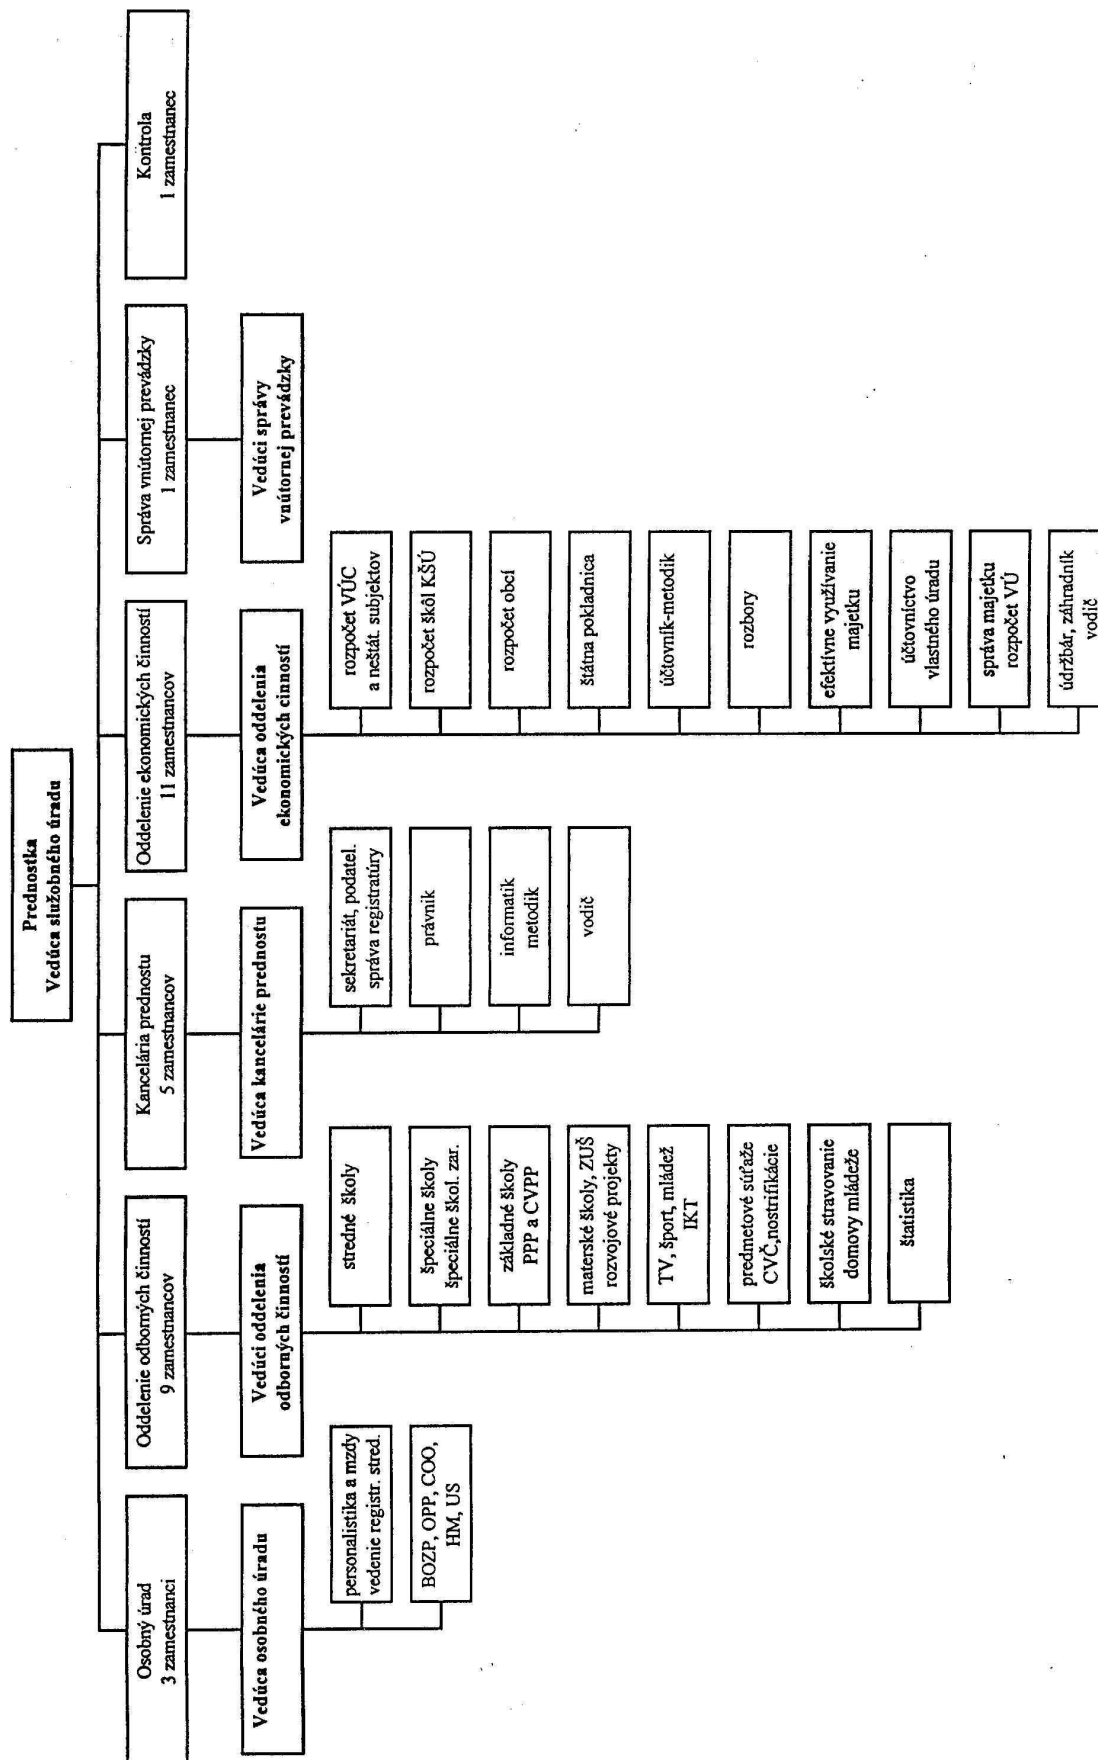 Prednostka
Vedúca služobného úradu
Osobný úrad
3 zamestnanci
Oddelenie odborných činností
9 zamestnancov
Kancelária prednostu
5 zamestnancov
Oddelenie ekonomických činností
11 zamestnancov
Správa vnútornej prevádzky
1 zamestnanec
Kontrola
1 zamestnanec
Vedúca osobného úradu
Vedúci oddelenia
odborných činností
Vedúca kancelárie prednostu
Vedúca oddelenia
ekonomických činností
Vedúci správy
vnútornej prevádzky
personalistika a mzdy
vedenie registr. stred.
BOZP, OPP, COO,
HM, US
stredné školy
špeciálne školy
špeciálne škol. zar.
základné školy
PPP a CVPP
materské školy, ZUŠ
rozvojové projekty
TV, šport, mládež
IKT
predmetové súťaže
CVČ,nostrifikácie
školské stravovanie
domovy mládeže
štatistika
sekretariát, podatel.
správa registratúry
právnik
informatik
metodik
vodič
rozpočet VÚC
a neštát. subjektov
rozpočet škôl KŠÚ
rozpočet obcí
štátna pokladnica
účtovník-metodik
rozbory
efektívne využívanie
majetku
účtovníctvo
vlastného úradu
správa majetku
rozpočet VÚ
údržbár, záhradník
vodič